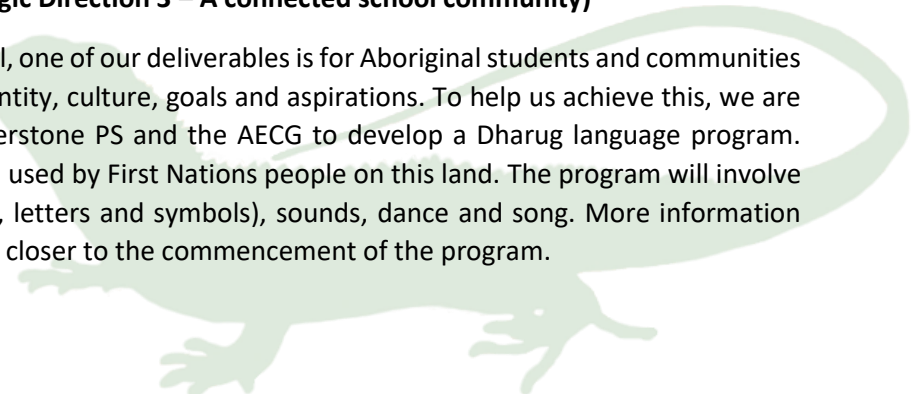 gic Direction 3 – A connected school community)
l, one of our deliverables is for Aboriginal students and communities
ntity, culture, goals and aspirations. To help us achieve this, we are
erstone PS and the AECG to develop a Dharug language program.
used by First Nations people on this land. The program will involve
, letters and symbols), sounds, dance and song. More information
closer to the commencement of the program.